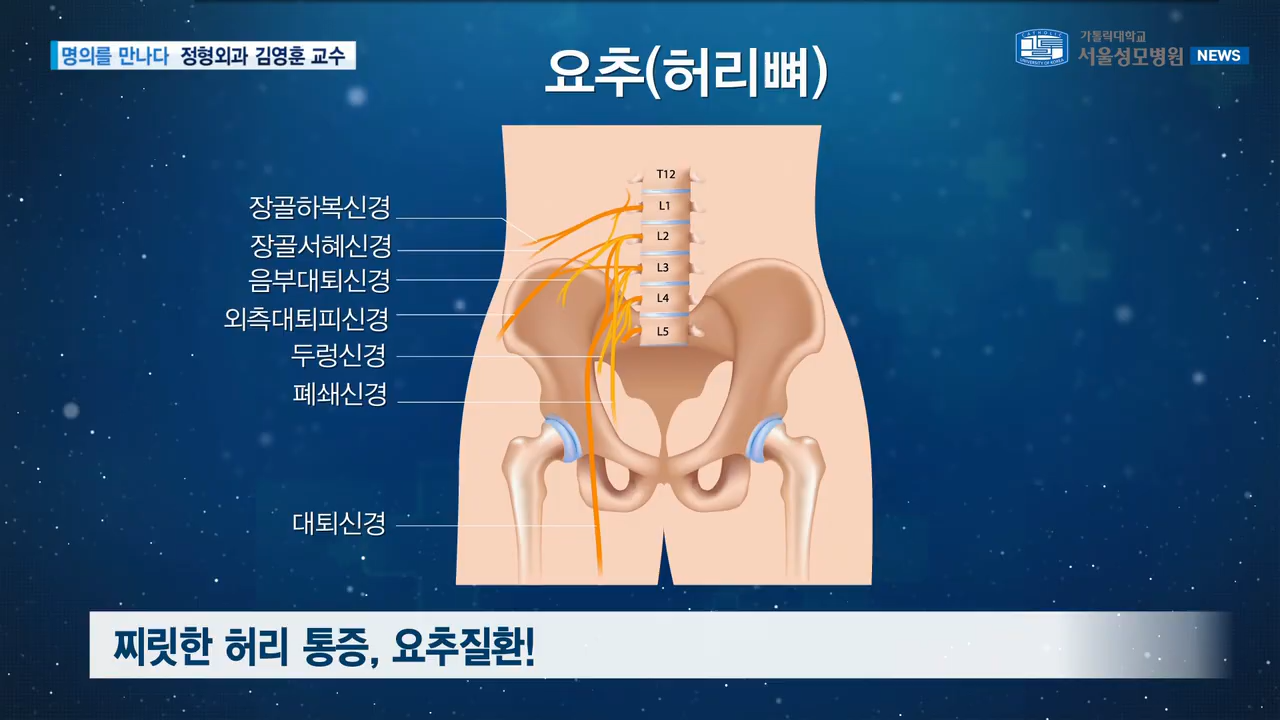 명의를 만나다 정형외과 김영훈 교수
요추(허리뼈)
가톨릭대학교
서울성모병원 NEWS
CATHOLIC
UNIVERSITY OF KOREA
T12
L1
L2
L3
L4
L5
장골하복신경
장골서혜신경
음부대퇴신경
외측대퇴피신경
두렁신경
폐쇄신경
대퇴신경
찌릿한 허리 통증, 요추질환!